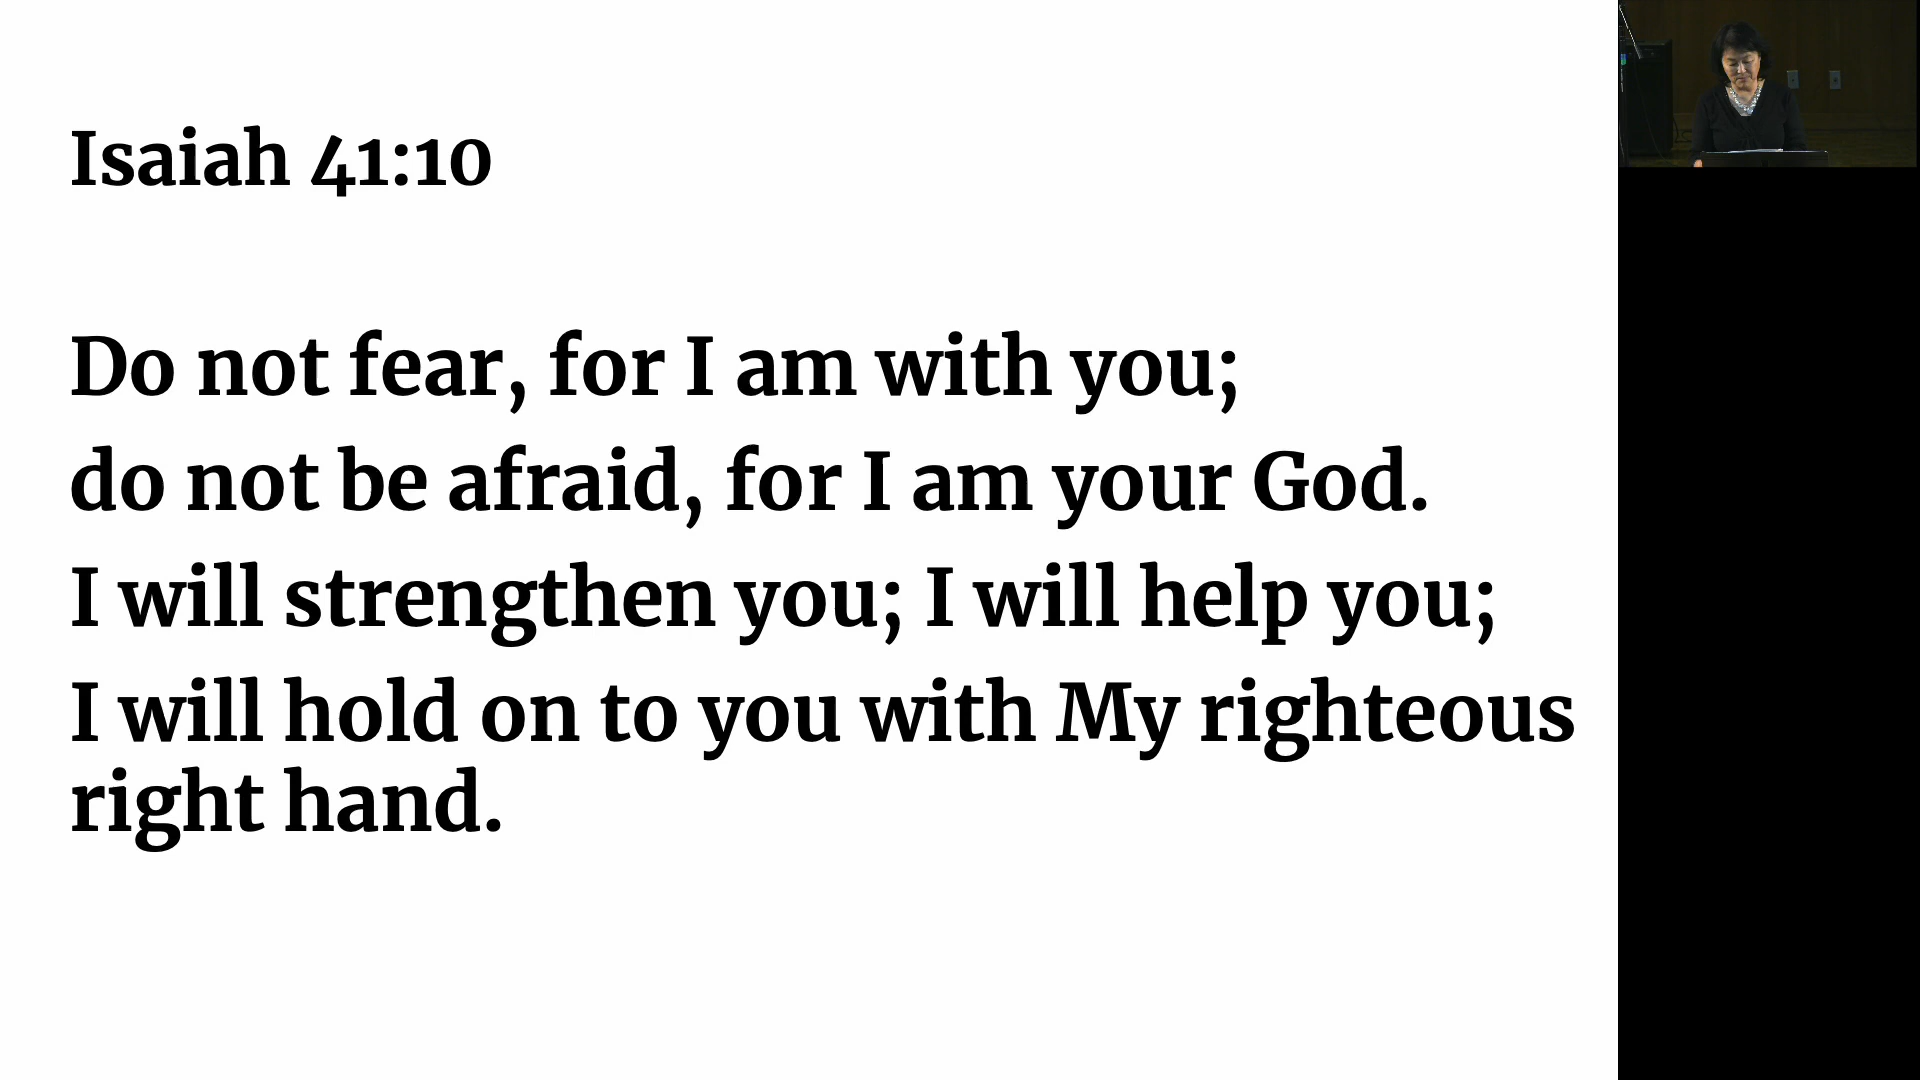 Isaiah 41:10
Do not fear, for I am with you;
do not be afraid, for I am your God.
I will strengthen you; I will help you;
I will hold on to you with My righteous
right hand.